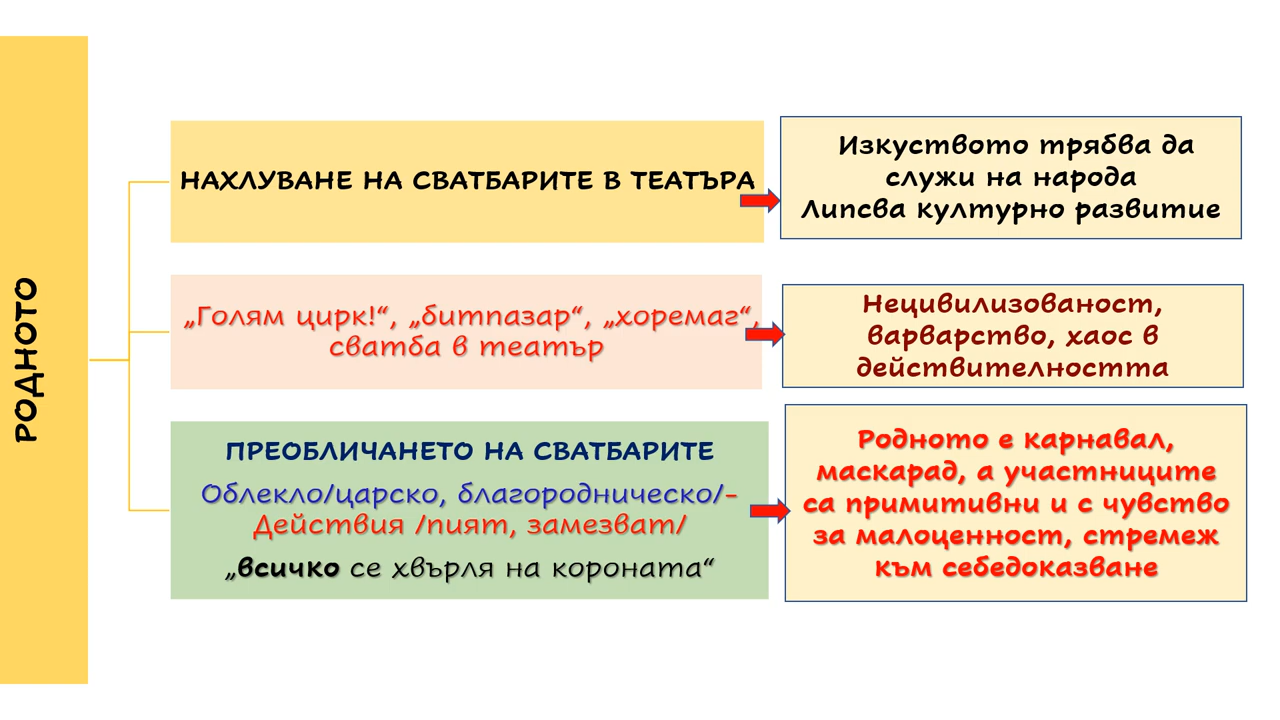 РОДНОТО
НАХЛУВАНЕ НА СВАТБАРИТЕ В ТЕАТЪРА
Изкуството трябва да
служи на народа
Липсва културно развитие
„Голям цирк!“, „битпазар“, „хоремаг“,
сватба в театър
Нецивилизованост,
варварство, хаос в
действителността
ПРЕОБЛИЧАНЕТО НА СВАТБАРИТЕ
Облекло/царско, благородническо/-
Действия /пият, замезват/
„всичко се хвърля на короната“
Родното е карнавал,
маскарад, а участниците
са примитивни и с чувство
за малоценност, стремеж
към себедоказване